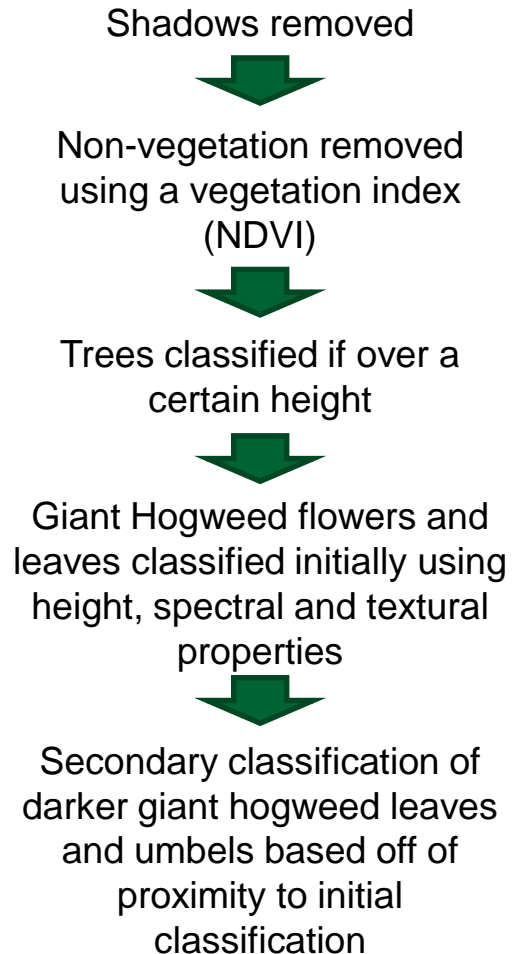 Shadows removed
Non-vegetation removed
using a vegetation index
(NDVI)
Trees classified if over a
certain height
Giant Hogweed flowers and
leaves classified initially using
height, spectral and textural
properties
Secondary classification of
darker giant hogweed leaves
and umbels based off of
proximity to initial
classification